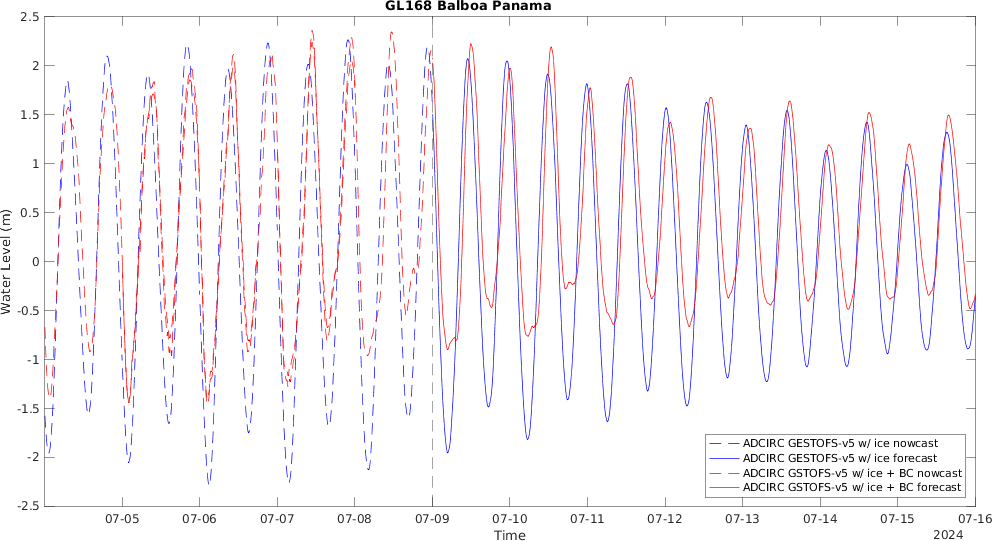 GL168 Balboa Panama
2.5
2
1.5
1
0.5
0
-0.5
-1
-1.5
-2
-2.5
Water Level (m)
ADCIRC GESTOFS-v5 w/ ice nowcast
ADCIRC GESTOFS-v5 w/ ice forecast
ADCIRC GSTOFS-v5 w/ ice + BC nowcast
ADCIRC GSTOFS-v5 w/ ice + BC forecast
07-05 07-06 07-07 07-08 07-09 07-10 07-11 07-12 07-13 07-14 07-15 07-16
Time
2024